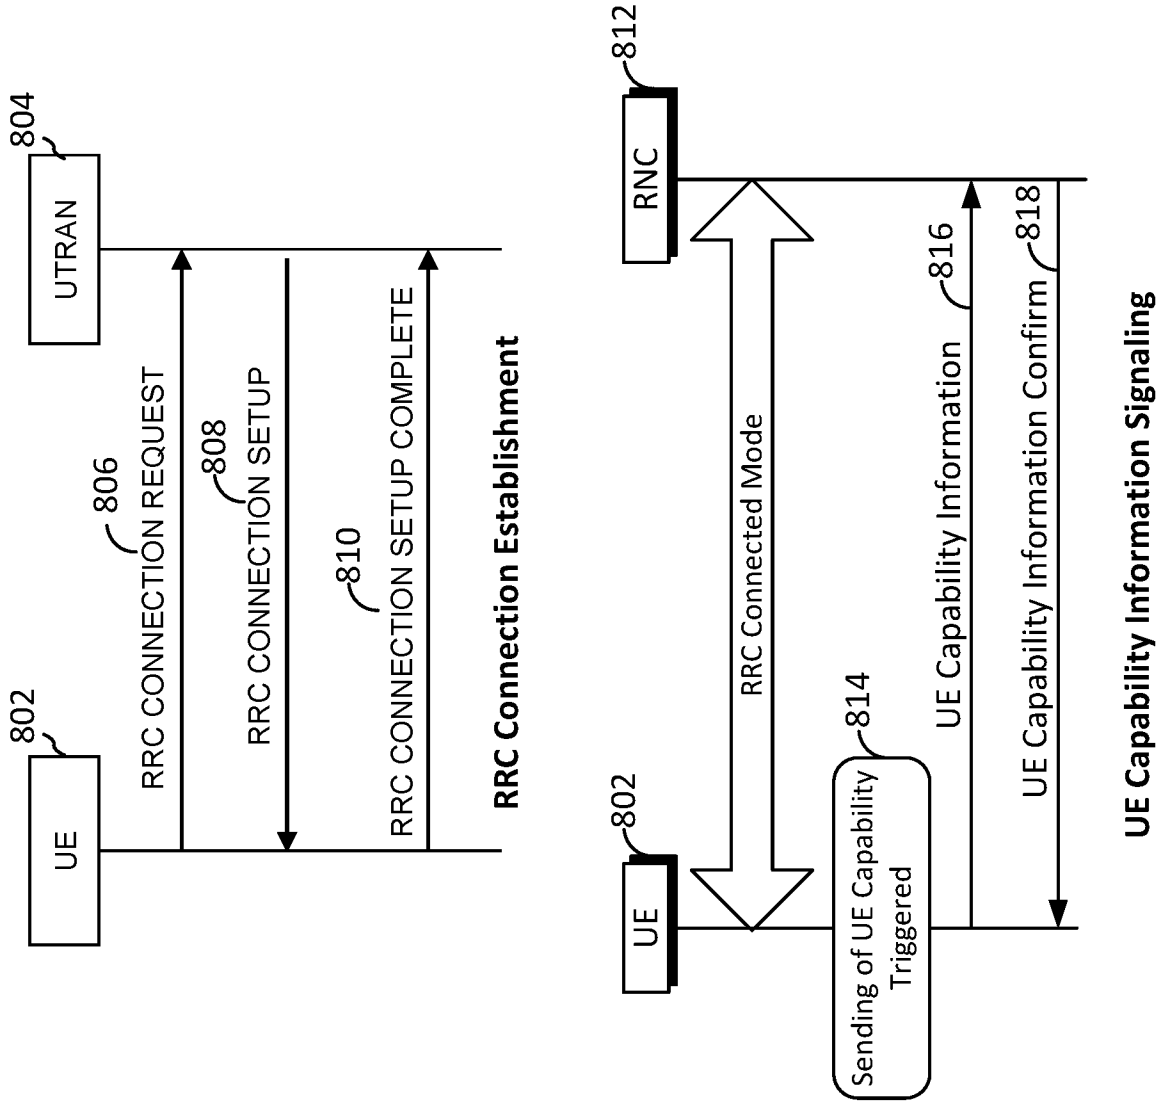 802
804
UE
UTRAN
806
RRC CONNECTION REQUEST
808
RRC CONNECTION SETUP
810
RRC CONNECTION SETUP COMPLETE
RRC Connection Establishment
802
812
UE
RNC
RRC Connected Mode
814
Sending of UE Capability
Triggered
UE Capability Information
816
UE Capability Information Confirm
818
UE Capability Information Signaling